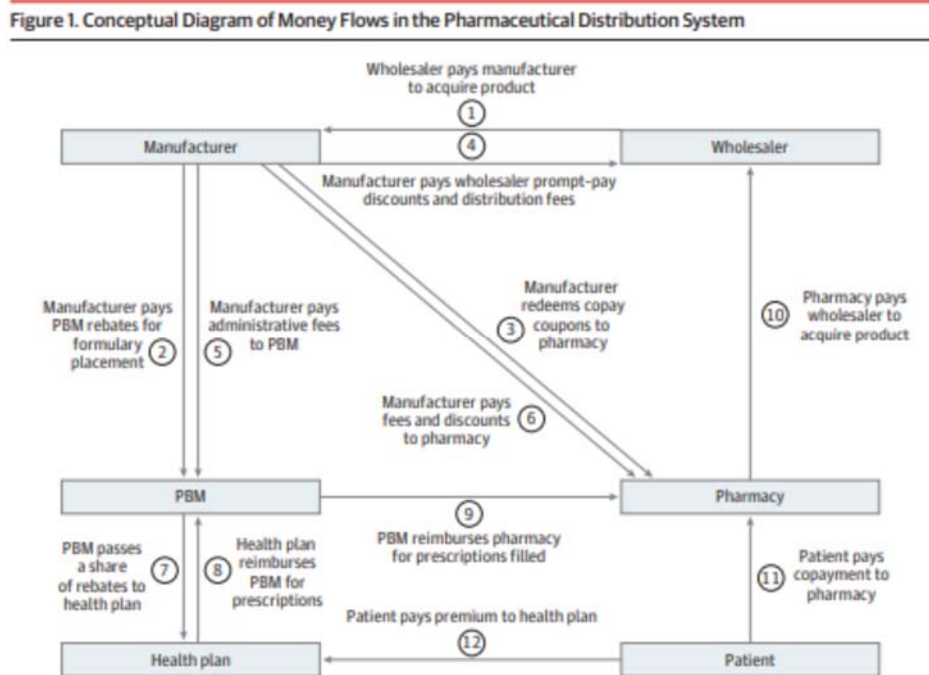 Figure 1. Conceptual Diagram of Money Flows in the Pharmaceutical Distribution System
Wholesaler pays manufacturer
to acquire product
1
Manufacturer
4
Wholesaler
Manufacturer pays wholesaler prompt-pay
discounts and distribution fees
Manufacturer pays
PBM rebates for
formulary
placement
2
Manufacturer pays
administrative fees
to PBM
5
Manufacturer
redeems copay
coupons to
pharmacy
3
Pharmacy pays
wholesaler to
acquire product
10
Manufacturer pays
fees and discounts
to pharmacy
6
PBM
Pharmacy
9
PBM reimburses pharmacy
for prescriptions filled
PBM passes
a share
of rebates to
health plan
7
8
Health plan
reimburses
PBM for
prescriptions
Patient pays
copayment to
pharmacy
11
Patient pays premium to health plan
12
Health plan
Patient